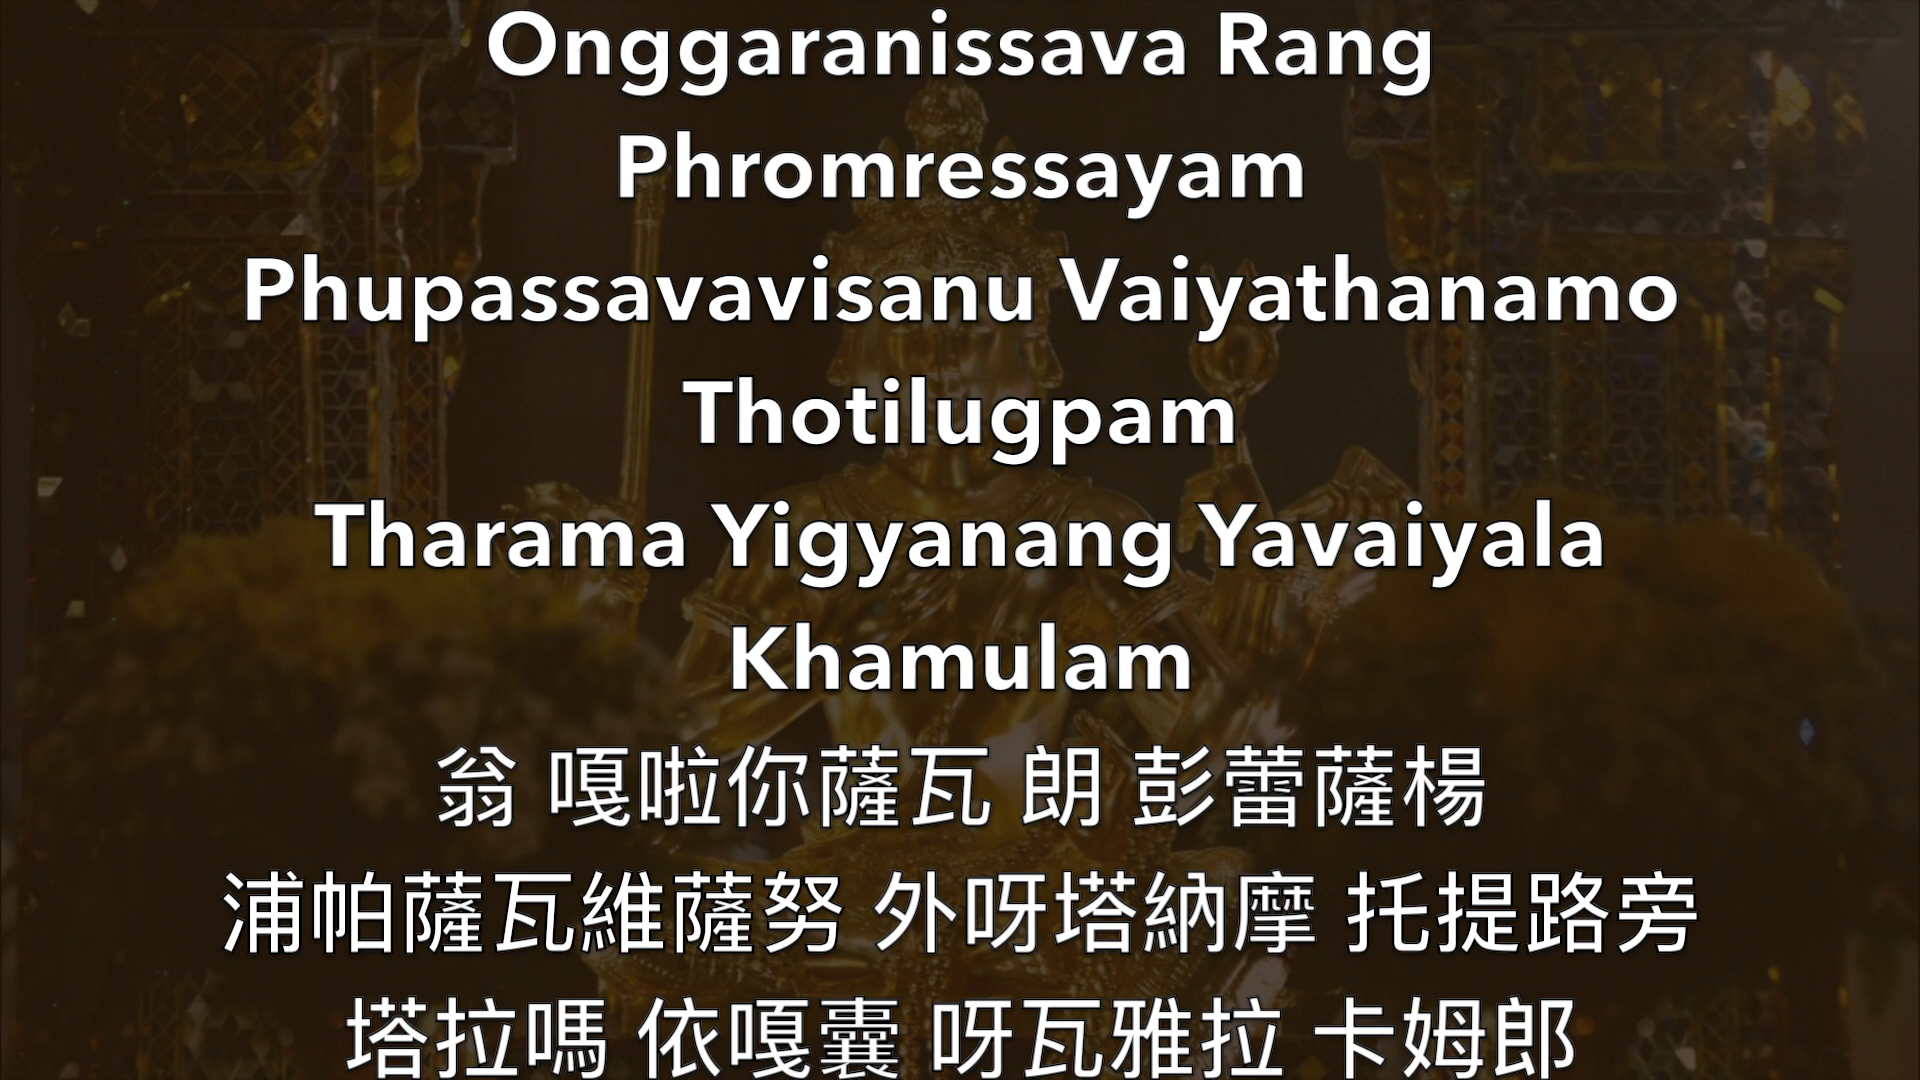 Onggaranissava Rang
Phromressayam
Phupassavavisanu Vaiyathanamo
Thotilugpam
Tharama Yigyanang Yavaiyala
Khamulam
翁 嘎啦你薩瓦 朗 彭蕾薩楊
浦帕薩瓦維薩努 外呀塔納摩 托提路旁
塔拉嗎 依嘎囊 呀瓦雅拉 卡姆郎